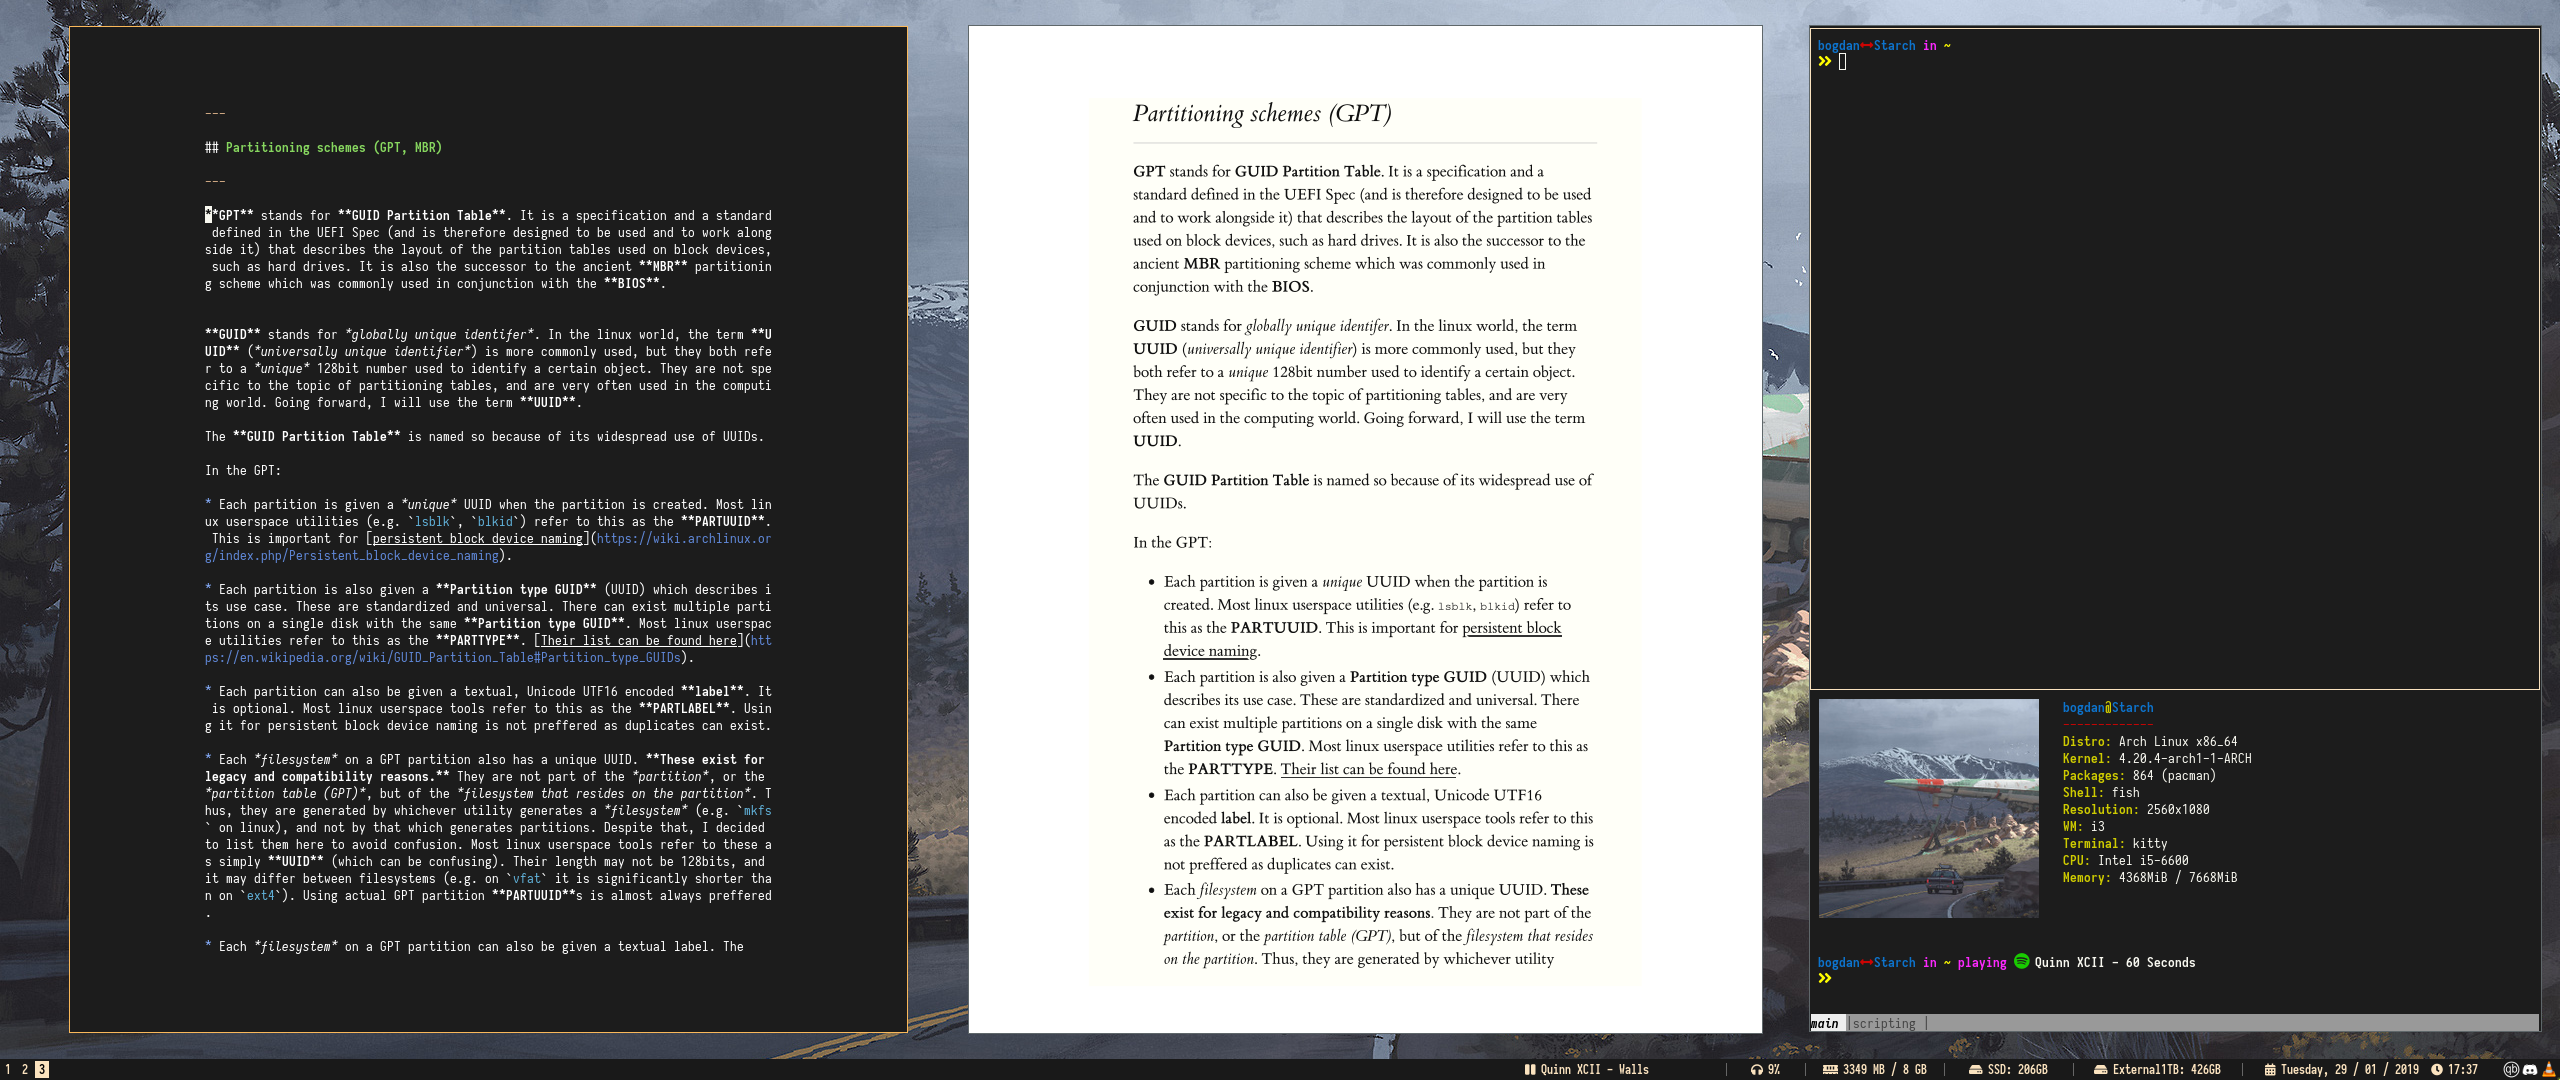 ---
## Partitioning schemes (GPT, MBR)
---
**GPT** stands for **GUID Partition Table**. It is a specification and a standard
defined in the UEFI Spec (and is therefore designed to be used and to work along
side it) that describes the layout of the partition tables used on block devices,
such as hard drives. It is also the successor to the ancient **MBR** partitionin
g scheme which was commonly used in conjunction with the **BIOS**.
**GUID** stands for *globally unique identifer*. In the linux world, the term **U
UID** (*universally unique identifier*) is more commonly used, but they both refe
r to a *unique* 128bit number used to identify a certain object. They are not spe
cific to the topic of partitioning tables, and are very often used in the computi
ng world. Going forward, I will use the term **UUID**.
The **GUID Partition Table** is named so because of its widespread use of UUIDs.
In the GPT:
* Each partition is given a *unique* UUID when the partition is created. Most lin
ux userspace utilities (e.g. `lsblk`, `blkid`) refer to this as the **PARTUUID**.
This is important for [persistent block device naming](https://wiki.archlinux.or
g/index.php/Persistent_block_device_naming).
* Each partition is also given a **Partition type GUID** (UUID) which describes i
ts use case. These are standardized and universal. There can exist multiple parti
tions on a single disk with the same **Partition type GUID**. Most linux userspac
e utilities refer to this as the **PARTTYPE**. [Their list can be found here](htt
ps://en.wikipedia.org/wiki/GUID_Partition_Table#Partition_type_GUIDs).
* Each partition can also be given a textual, Unicode UTF16 encoded **label**. It
is optional. Most linux userspace tools refer to this as the **PARTLABEL**. Usin
g it for persistent block device naming is not preffered as duplicates can exist.
* Each *filesystem* on a GPT partition also has a unique UUID. **These exist for
legacy and compatibility reasons.** They are not part of the *partition*, or the
*partition table (GPT)*, but of the *filesystem that resides on the partition*. T
hus, they are generated by whichever utility generates a *filesystem* (e.g. `mkfs
` on linux), and not by that which generates partitions. Despite that, I decided
to list them here to avoid confusion. Most linux userspace tools refer to these a
s simply **UUID** (which can be confusing). Their length may not be 128bits, and
it may differ between filesystems (e.g. on `vfat` it is significantly shorter tha
n on `ext4`). Using actual GPT partition **PARTUUID**s is almost always preffered
.
* Each *filesystem* on a GPT partition can also be given a textual label. The
Partitioning schemes (GPT)
GPT stands for GUID Partition Table. It is a specification and a
standard defined in the UEFI Spec (and is therefore designed to be used
and to work alongside it) that describes the layout of the partition tables
used on block devices, such as hard drives. It is also the successor to the
ancient MBR partitioning scheme which was commonly used in
conjunction with the BIOS.
GUID stands for globally unique identifer. In the linux world, the term
UUID (universally unique identifier) is more commonly used, but they
both refer to a unique 128bit number used to identify a certain object.
They are not specific to the topic of partitioning tables, and are very
often used in the computing world. Going forward, I will use the term
UUID.
The GUID Partition Table is named so because of its widespread use of
UUIDs.
In the GPT:
• Each partition is given a unique UUID when the partition is
created. Most linux userspace utilities (e.g. lsblk, blkid) refer to
this as the PARTUUID. This is important for persistent block
device naming.
• Each partition is also given a Partition type GUID (UUID) which
describes its use case. These are standardized and universal. There
can exist multiple partitions on a single disk with the same
Partition type GUID. Most linux userspace utilities refer to this as
the PARTTYPE. Their list can be found here.
• Each partition can also be given a textual, Unicode UTF16
encoded label. It is optional. Most linux userspace tools refer to this
as the PARTLABEL. Using it for persistent block device naming is
not preffered as duplicates can exist.
• Each filesystem on a GPT partition also has a unique UUID. These
exist for legacy and compatibility reasons. They are not part of the
partition, or the partition table (GPT), but of the filesystem that resides
on the partition. Thus, they are generated by whichever utility
bogdan↔Starch in ~
»
bogdan@Starch
-------------
Distro: Arch Linux x86_64
Kernel: 4.20.4-arch1-1-ARCH
Packages: 864 (pacman)
Shell: fish
Resolution: 2560x1080
WM: i3
Terminal: kitty
CPU: Intel i5-6600
Memory: 4368MiB / 7668MiB
bogdan↔Starch in ~ playing Quinn XCII - 60 Seconds
»
main |scripting |
1 2 3 Quinn XCII - Walls | 9% | 3349 MB / 8 GB | SSD: 206GB | External1TB: 426GB | Tuesday, 29 / 01 / 2019 17:37 qb